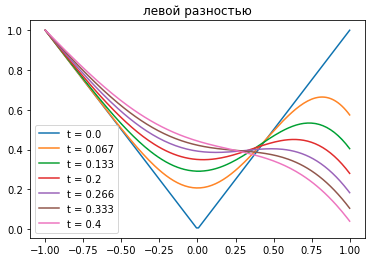 левой разностью
1.0
0.8
0.6
0.4
0.2
0.0
t = 0.0
t = 0.067
t = 0.133
t = 0.2
t = 0.266
t = 0.333
t = 0.4
−1.00 −0.75 −0.50 −0.25 0.00 0.25 0.50 0.75 1.00